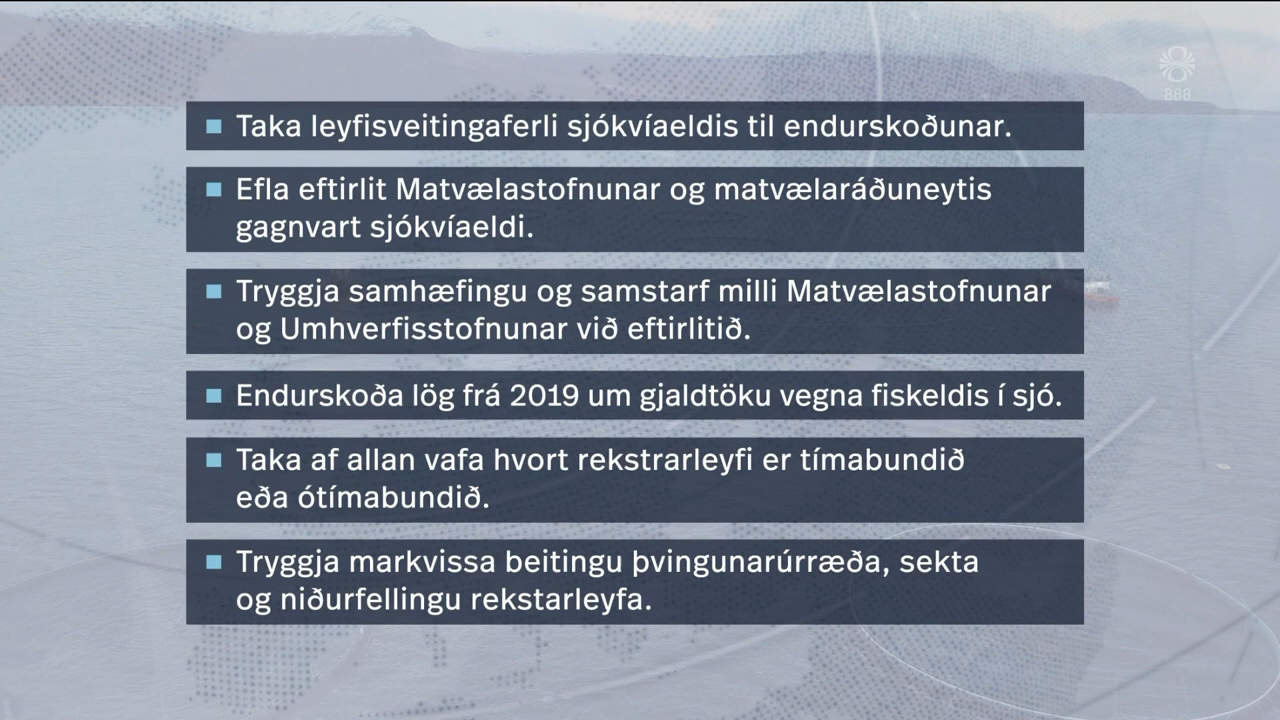 888
Taka leyfisveitingaferli sjókvíaeldis til endurskoðunar.
Efla eftirlit Matvælastofnunar og matvælaráðuneytis
gagnvart sjókvíaeldi.
Tryggja samhæfingu og samstarf milli Matvælastofnunar
og Umhverfisstofnunar við eftirlitið.
Endurskoða lög frá 2019 um gjaldtöku vegna fiskeldis í sjó.
Taka af allan vafa hvort rekstrarleyfi er tímabundið
eða ótímabundið.
Tryggja markvissa beitingu þvingunarúrræða, sekta
og niðurfellingu rekstarleyfa.